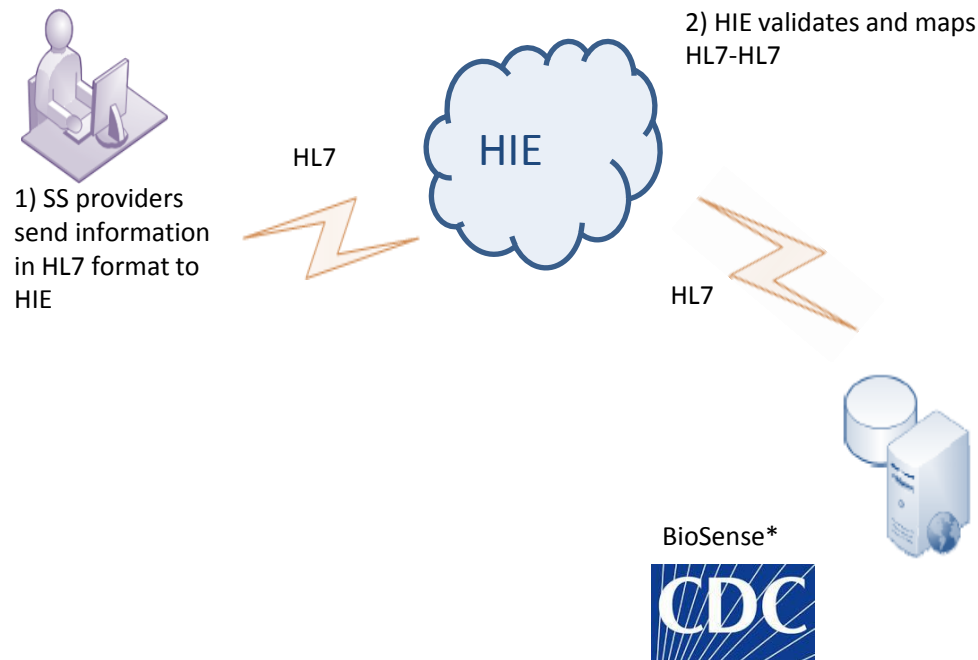 2) HIE validates and maps
HL7-HL7
HIE
HL7
1) SS providers
send information
in HL7 format to
HIE
HL7
BioSense*
CDC